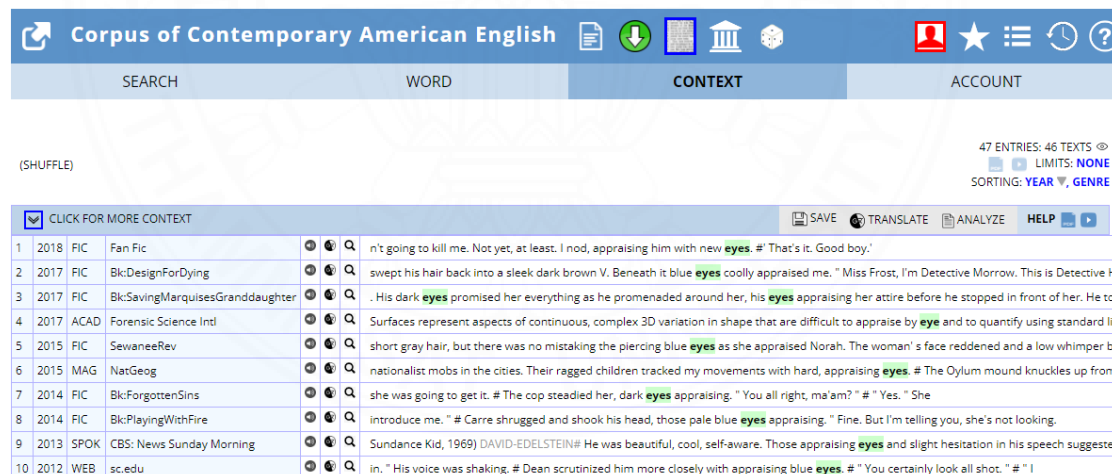 Corpus of Contemporary American English
SEARCH WORD CONTEXT ACCOUNT
47 ENTRIES: 46 TEXTS
(SHUFFLE)
LIMITS: NONE
SORTING: YEAR, GENRE
CLICK FOR MORE CONTEXT SAVE TRANSLATE ANALYZE HELP
1 2018 FIC Fan Fic n't going to kill me. Not yet, at least. I nod, appraising him with new eyes. #' That's it. Good boy.'
2 2017 FIC Bk:DesignForDying swept his hair back into a sleek dark brown V. Beneath it blue eyes coolly appraised me. " Miss Frost, I'm Detective Morrow. This is Detective
3 2017 FIC Bk:SavingMarquisesGranddaughter . His dark eyes promised her everything as he promenaded around her, his eyes appraising her attire before he stopped in front of her. He
4 2017 ACAD Forensic Science Intl Surfaces represent aspects of continuous, complex 3D variation in shape that are difficult to appraise by eye and to quantify using standard
5 2015 FIC SewaneeRev short gray hair, but there was no mistaking the piercing blue eyes as she appraised Norah. The woman' s face reddened and a low whimper
6 2015 MAG NatGeog nationalist mobs in the cities. Their ragged children tracked my movements with hard, appraising eyes. # The Oylum mound knuckles up from
7 2014 FIC Bk:ForgottenSins she was going to get it. # The cop steadied her, dark eyes appraising. " You all right, ma'am? " # " Yes. " She
8 2014 FIC Bk:PlayingWithFire introduce me. " # Carre shrugged and shook his head, those pale blue eyes appraising. " Fine. But I'm telling you, she's not looking.
9 2013 SPOK CBS: News Sunday Morning Sundance Kid, 1969) DAVID-EDELSTEIN# He was beautiful, cool, self-aware. Those appraising eyes and slight hesitation in his speech
10 2012 WEB sc.edu in. " His voice was shaking. # Dean scrutinized him more closely with appraising blue eyes. # " You certainly look all shot. " # " I